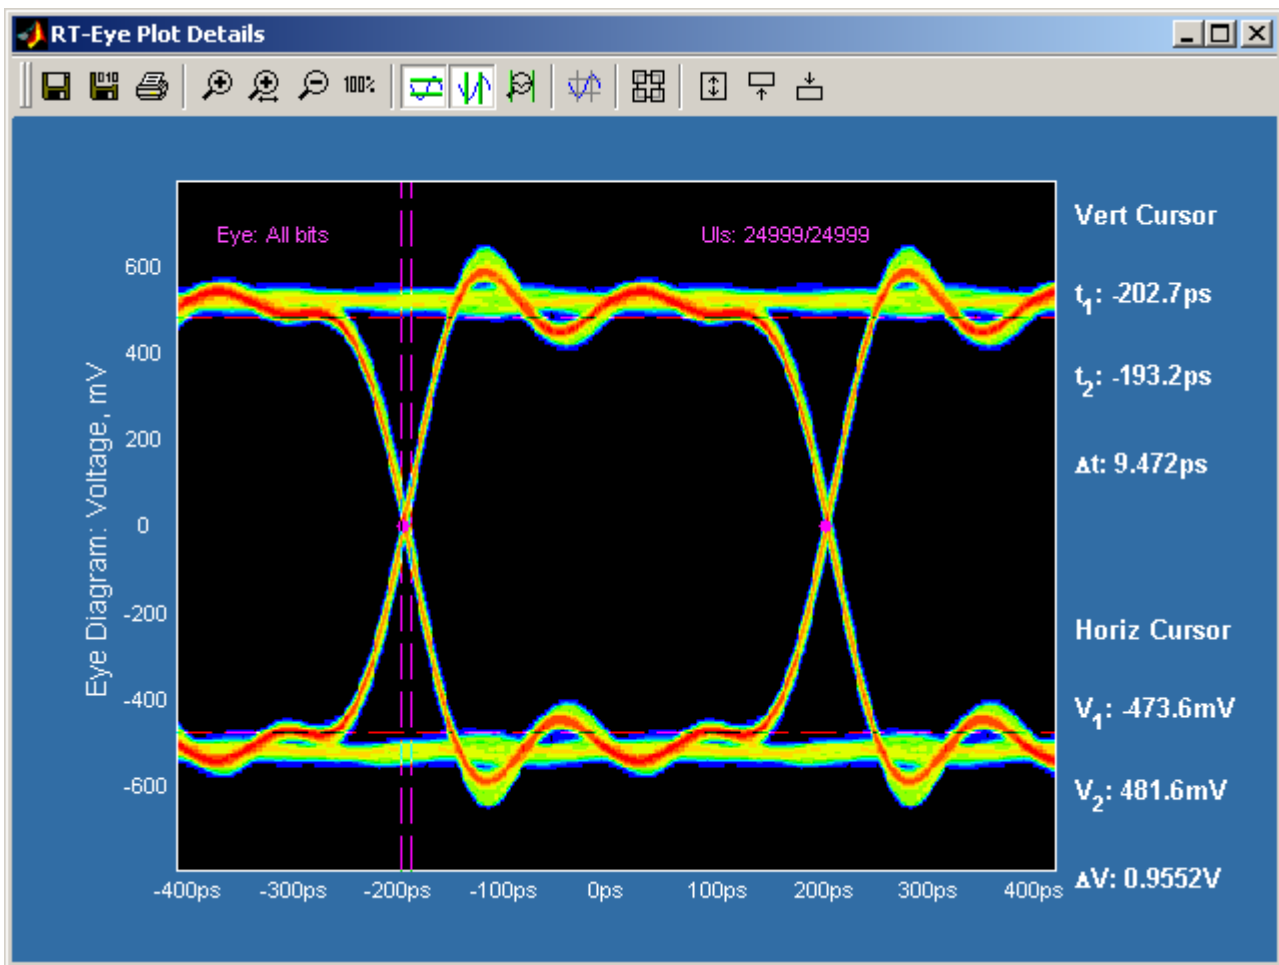 RT-Eye Plot Details
010
100%
Eye: All bits
UIs: 24999/24999
Eye Diagram: Voltage, mV
600
400
200
0
-200
-400
-600
-400ps
-300ps
-200ps
-100ps
0ps
100ps
200ps
300ps
400ps
Vert Cursor
t1: -202.7ps
t2: -193.2ps
Δt: 9.472ps
Horiz Cursor
V1: -473.6mV
V2: 481.6mV
ΔV: 0.9552V